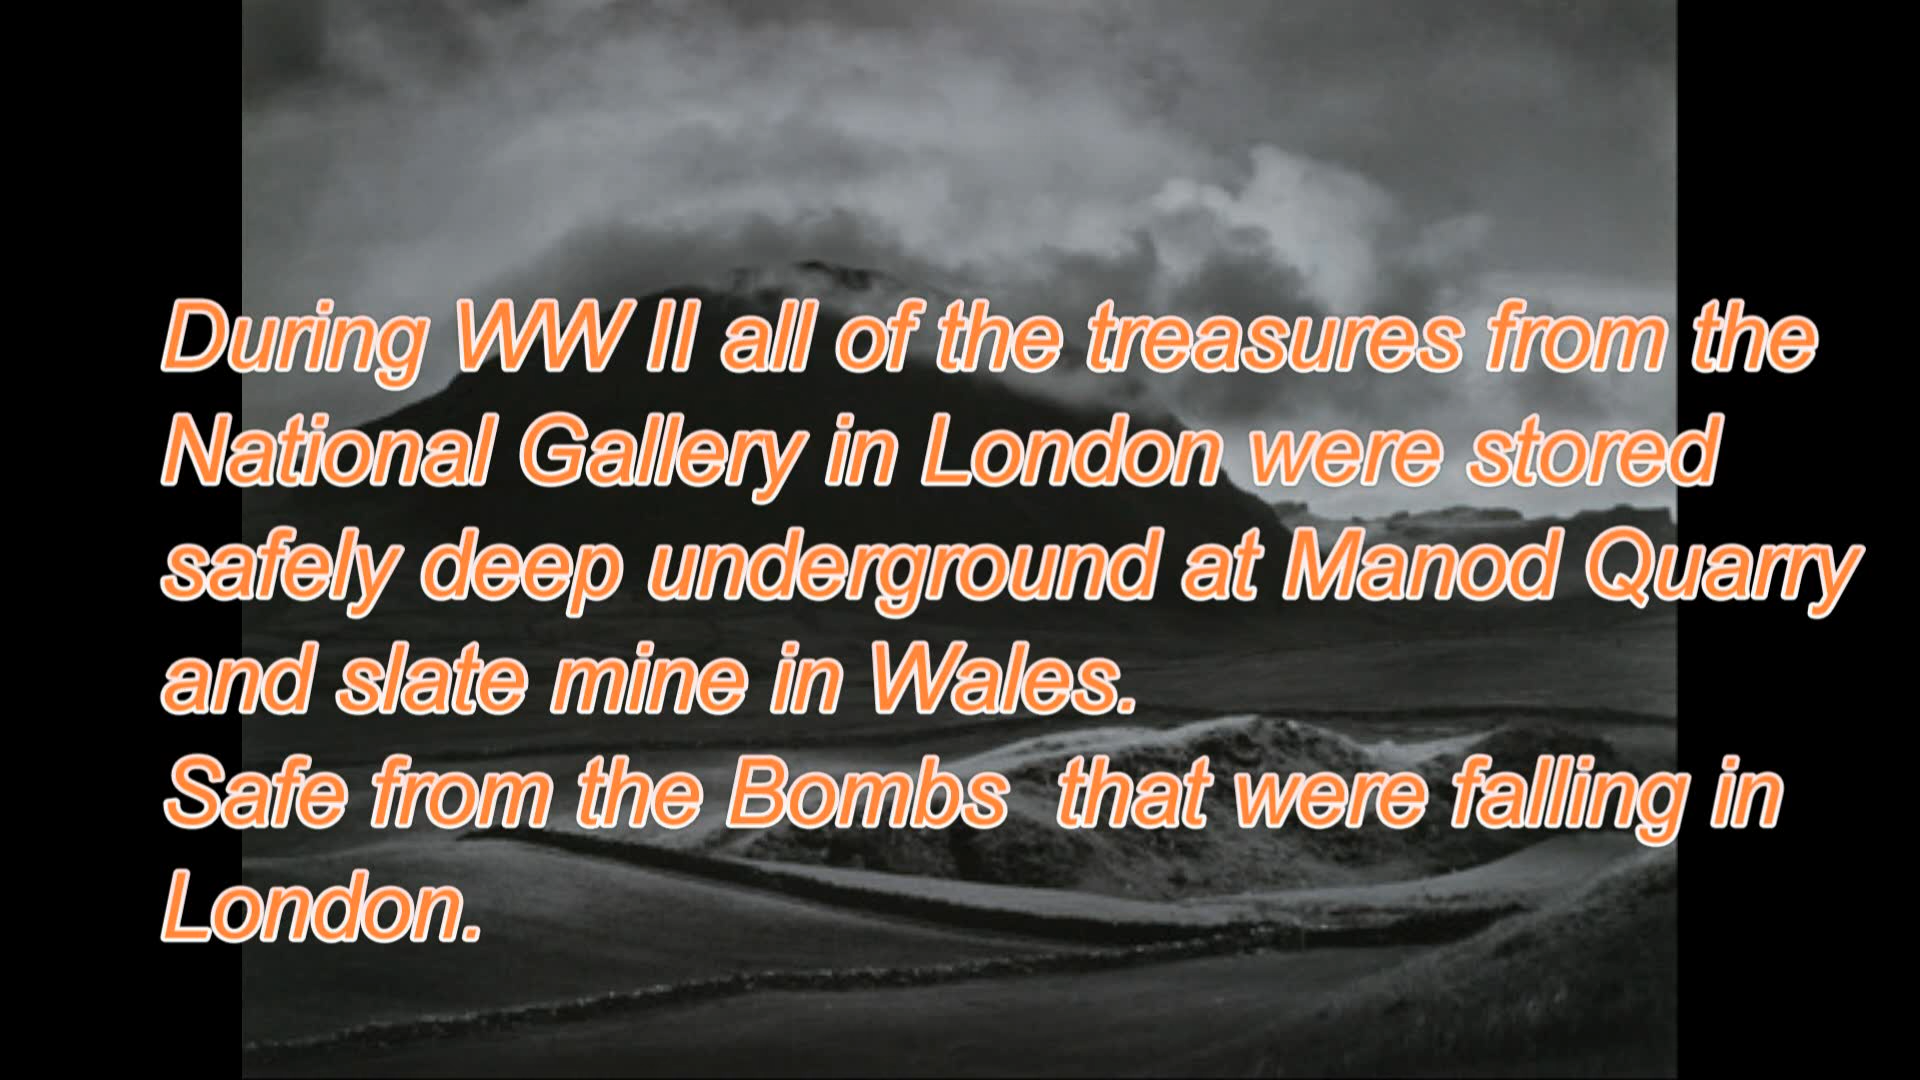 During WW II all of the treasures from the
National Gallery in London were stored
safely deep underground at Manod Quarry
and slate mine in Wales.
Safe from the Bombs  that were falling in
London.